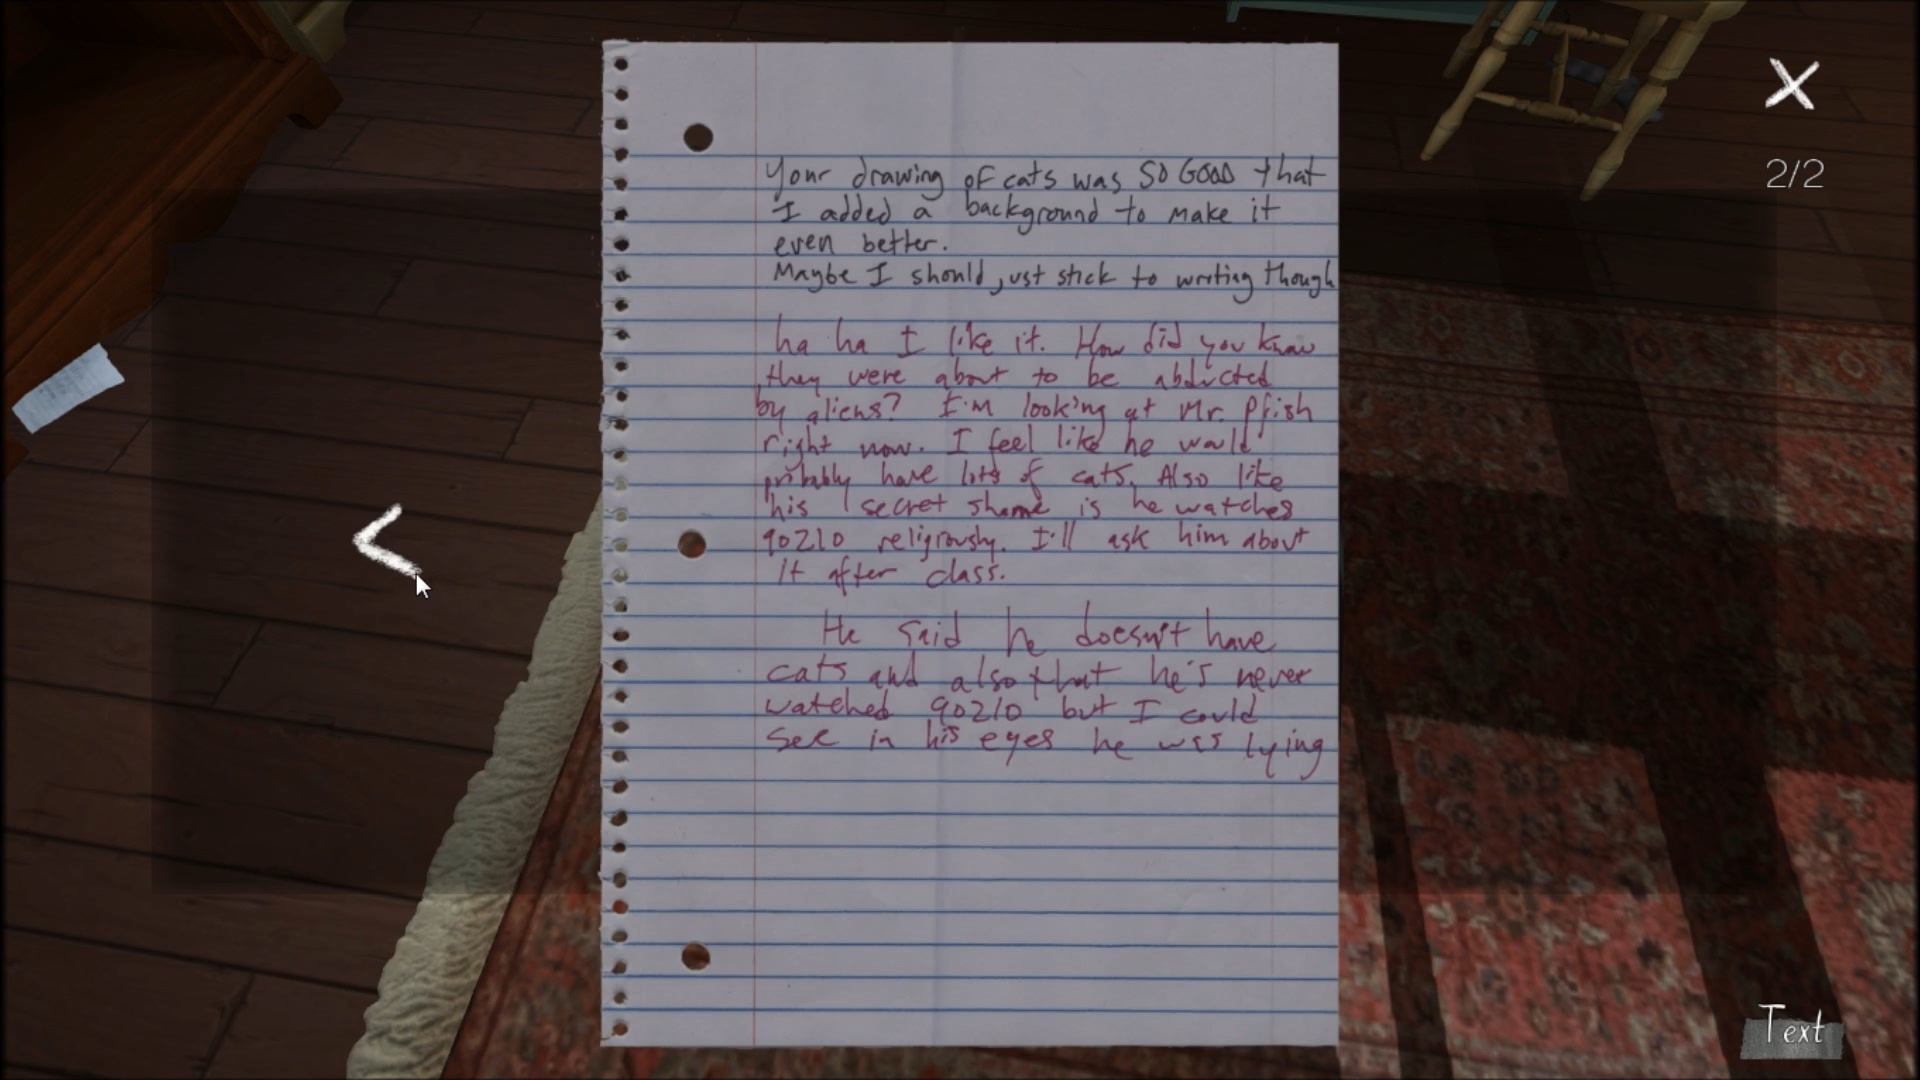 Your drawing of cats was SO GOOD that
I added a background to make it
even better.
Maybe I should just stick to writing though
ha ha I like it. How did you know
they were about to be abducted
by aliens? I'm looking at Mr. Pfish
right now. I feel like he would
probably have lots of cats. Also like
his secret shame is he watches
90210 religiously. I'll ask him about
it after class.
He said he doesn't have
cats and also that he's never
watched 90210 but I could
see in his eyes he was lying
2/2
Text